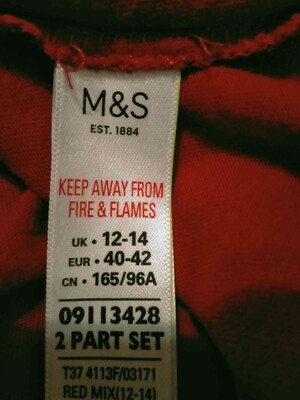 M&S
EST. 1884
KEEP AWAY FROM
FIRE & FLAMES
UK • 12-14
EUR • 40-42
CN • 165/96A
09113428
2 PART SET
T37 4113F/03171
RED MIX(12-14)